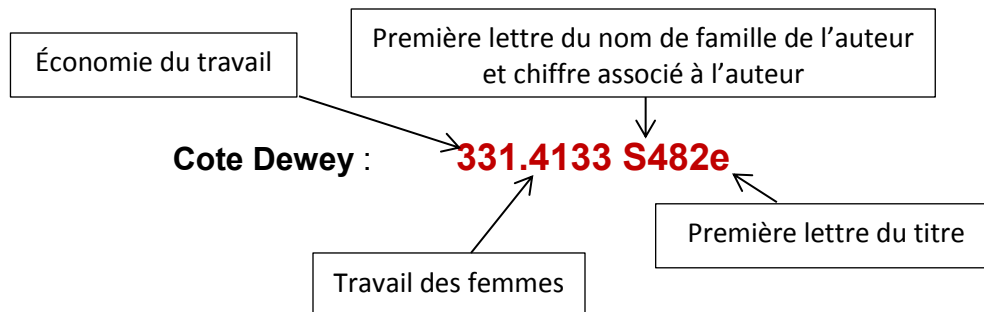 Économie du travail
Première lettre du nom de famille de l’auteur
et chiffre associé à l’auteur
Cote Dewey : 331.4133 S482e
Première lettre du titre
Travail des femmes